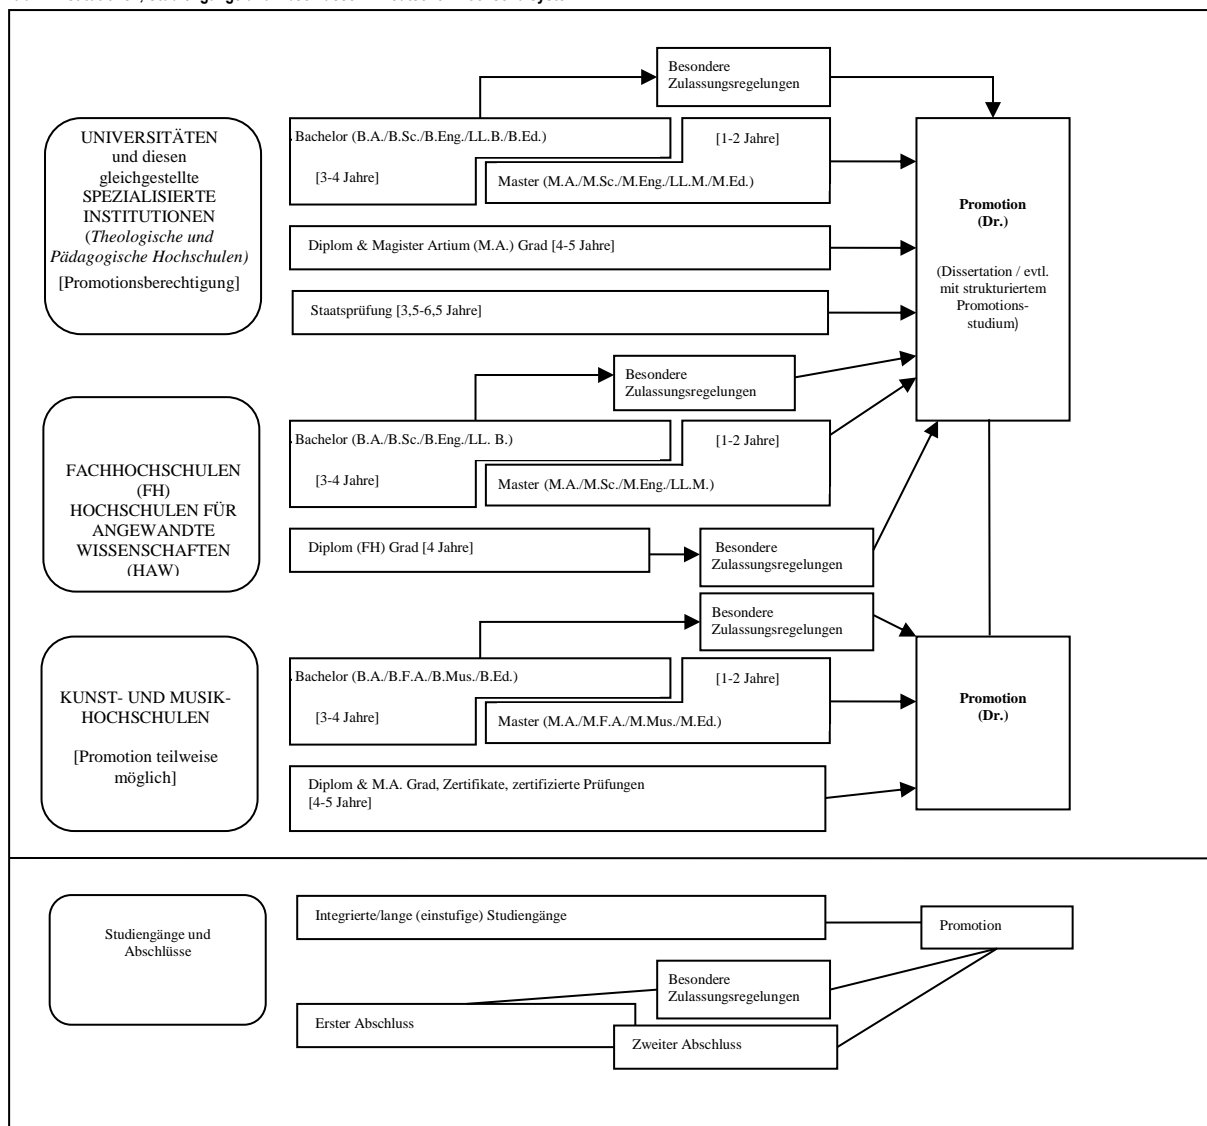 Besondere
Zulassungsregelungen
UNIVERSITÄTEN
und diesen
gleichgestellte
SPEZIALISIERTE
INSTITUTIONEN
(Theologische und
Pädagogische Hochschulen)
[Promotionsberechtigung]
Bachelor (B.A./B.Sc./B.Eng./LL.B./B.Ed.)
[3-4 Jahre]
[1-2 Jahre]
Master (M.A./M.Sc./M.Eng./LL.M./M.Ed.)
Diplom & Magister Artium (M.A.) Grad [4-5 Jahre]
Staatsprüfung [3,5-6,5 Jahre]
Promotion
(Dr.)
(Dissertation / evtl.
mit strukturiertem
Promotions-
studium)
Besondere
Zulassungsregelungen
FACHHOCHSCHULEN
(FH)
HOCHSCHULEN FÜR
ANGEWANDTE
WISSENSCHAFTEN
(HAW)
Bachelor (B.A./B.Sc./B.Eng./LL. B.)
[3-4 Jahre]
[1-2 Jahre]
Master (M.A./M.Sc./M.Eng./LL.M.)
Diplom (FH) Grad [4 Jahre]
Besondere
Zulassungsregelungen
Besondere
Zulassungsregelungen
KUNST- UND MUSIK-
HOCHSCHULEN
[Promotion teilweise
möglich]
Bachelor (B.A./B.F.A./B.Mus./B.Ed.)
[3-4 Jahre]
[1-2 Jahre]
Master (M.A./M.F.A./M.Mus./M.Ed.)
Diplom & M.A. Grad, Zertifikate, zertifizierte Prüfungen
[4-5 Jahre]
Promotion
(Dr.)
Studiengänge und
Abschlüsse
Integrierte/lange (einstufige) Studiengänge
Promotion
Besondere
Zulassungsregelungen
Erster Abschluss
Zweiter Abschluss